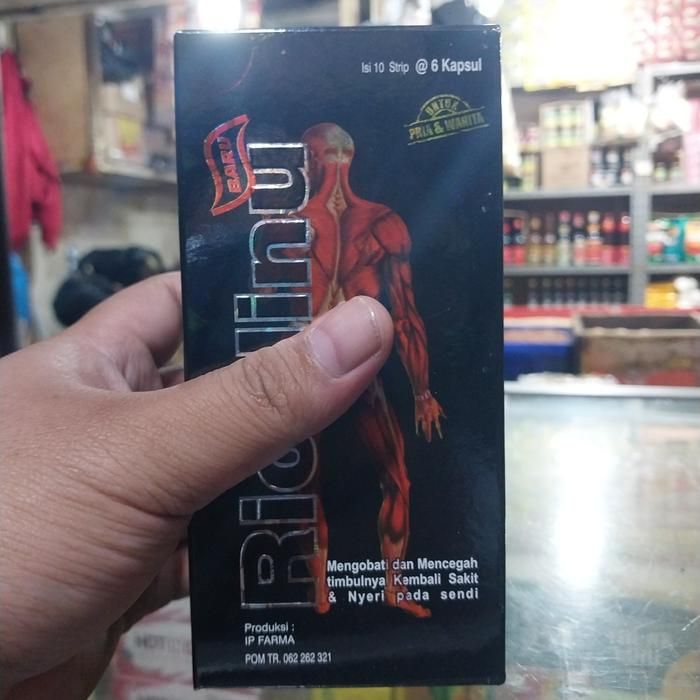 Isi 10 Strip @ 6 Kapsul
UNTUK
PRIA & WANITA
BARU
Mengobati dan Mencegah
timbulnya Kembali Sakit
& Nyeri pada sendi
Produksi :
IP FARMA
POM TR. 062 262 321